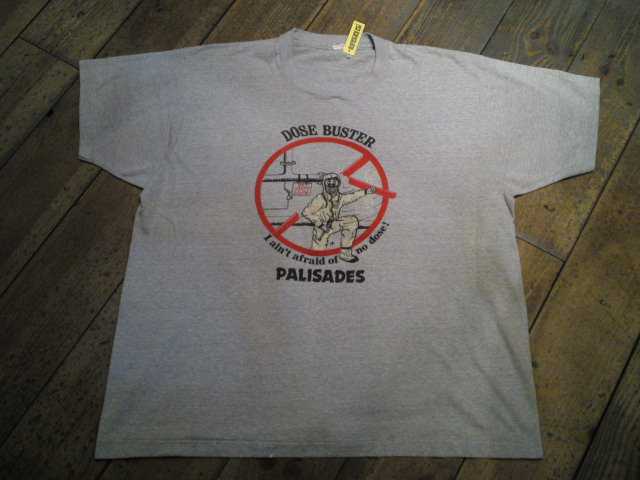 DOSE BUSTER
I ain't afraid of no dose!
PALISADES